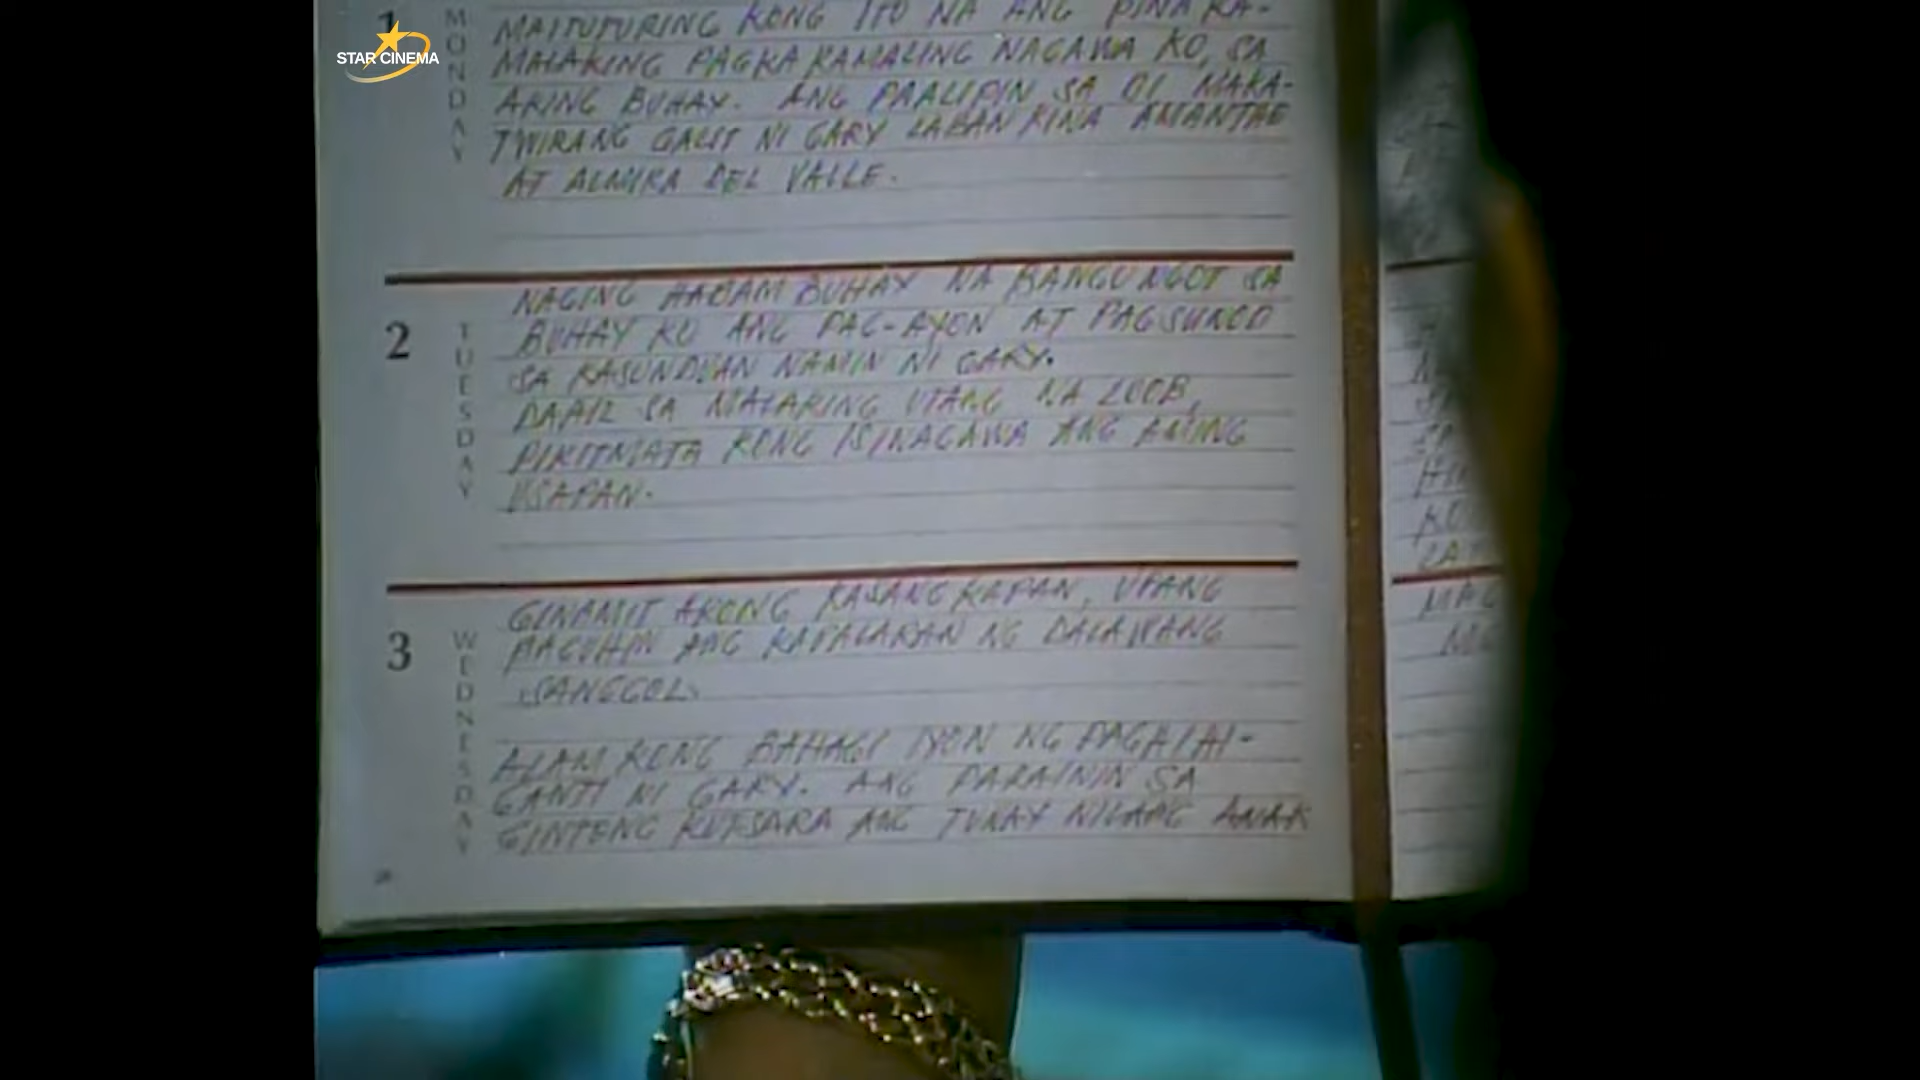 STAR CINEMA
1
MONDAY
MAITUTURING KONG ITO NA ANG PINAKA-
MALAKING PAGKAKAMALING NAGAWA KO, SA
AKING BUHAY. ANG PAALIPIN SA DI MAKA-
TWIRANG GALIT NI GARY LABAN KINA AMANTAE
AT ALMIRA DEL VALLE.
2
TUESDAY
NAGING HABAMBUHAY NA BANGUNGOT SA
BUHAY KO ANG PAG-AYON AT PAGSUNOD
SA KASUNDUAN NAMIN NI GARY.
DAHIL SA MALAKING UTANG NA LOOB,
PIKITMATA KONG ISINAGAWA ANG AMING
USAPAN.
3
WEDNESDAY
GINAMIT AKONG KASANGKAPAN, UPANG
BAGUHIN ANG KAPALARAN NG DALAWANG
SANGGOL.
ALAM KONG BAHAGI IYON NG PAGHIHI-
GANTI NI GARY. ANG PARAININ SA
GINTONG KUTSARA ANG TUNAY NILANG ANAK